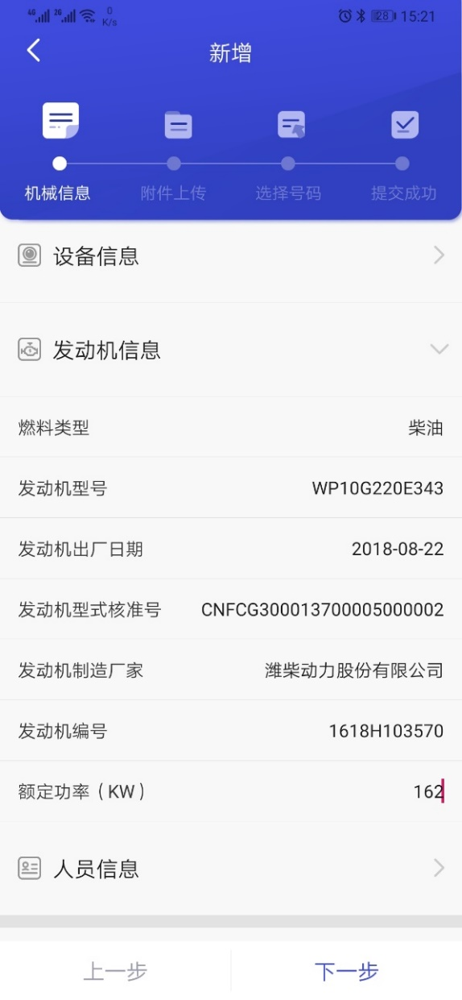 4G 2G 0 K/s 28 15:21
新增
机械信息 附件上传 选择号码 提交成功
设备信息
发动机信息
燃料类型 柴油
发动机型号 WP10G220E343
发动机出厂日期 2018-08-22
发动机型式核准号 CNFCG300013700005000002
发动机制造厂家 潍柴动力股份有限公司
发动机编号 1618H103570
额定功率（KW） 162
人员信息
上一步 下一步